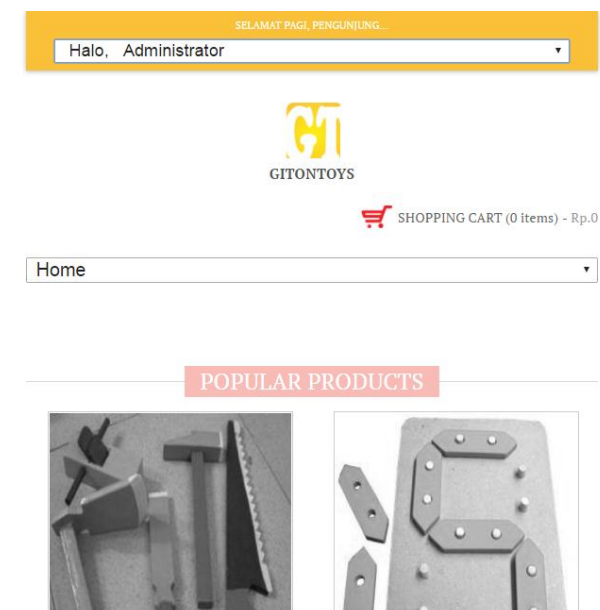 SELAMAT PAGI, PENGUNJUNG...
Halo, Administrator
GT
GITONTOYS
SHOPPING CART (0 items) - Rp.0
Home
POPULAR PRODUCTS